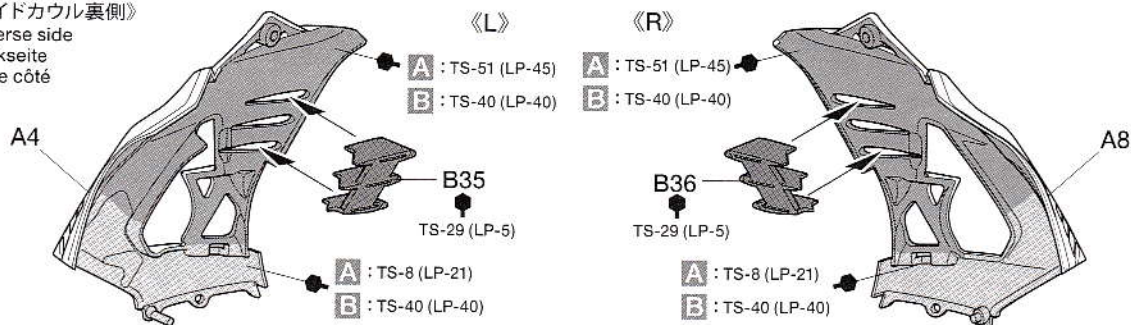 イドカウル裏側》
erse side
kseite
e côté
《L》
《R》
A : TS-51 (LP-45)
B : TS-40 (LP-40)
A : TS-51 (LP-45)
B : TS-40 (LP-40)
A4
A8
B35
TS-29 (LP-5)
B36
TS-29 (LP-5)
A : TS-8 (LP-21)
B : TS-40 (LP-40)
A : TS-8 (LP-21)
B : TS-40 (LP-40)